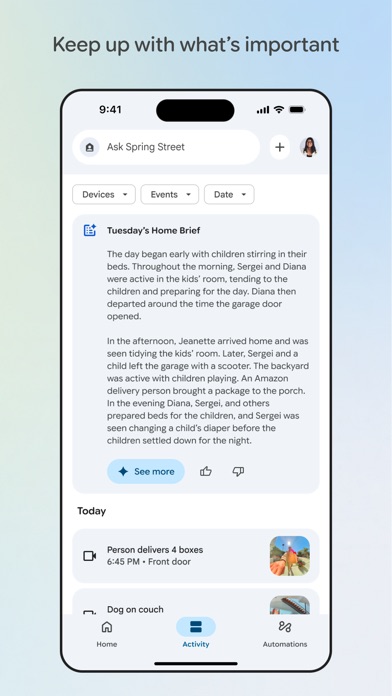 Keep up with what's important
9:41
Ask Spring Street
Devices
Events
Date
Tuesday's Home Brief
The day began early with children stirring in their
beds. Throughout the morning, Sergei and Diana
were active in the kids' room, tending to the
children and preparing for the day. Diana then
departed around the time the garage door
opened.
In the afternoon, Jeanette arrived home and was
seen tidying the kids' room. Later, Sergei and a
child left the garage with a scooter. The backyard
was active with children playing. An Amazon
delivery person brought a package to the porch.
In the evening Diana, Sergei, and others
prepared beds for the children, and Sergei was
seen changing a child's diaper before the
children settled down for the night.
See more
Today
Person delivers 4 boxes
6:45 PM • Front door
Dog on couch
Home
Activity
Automations